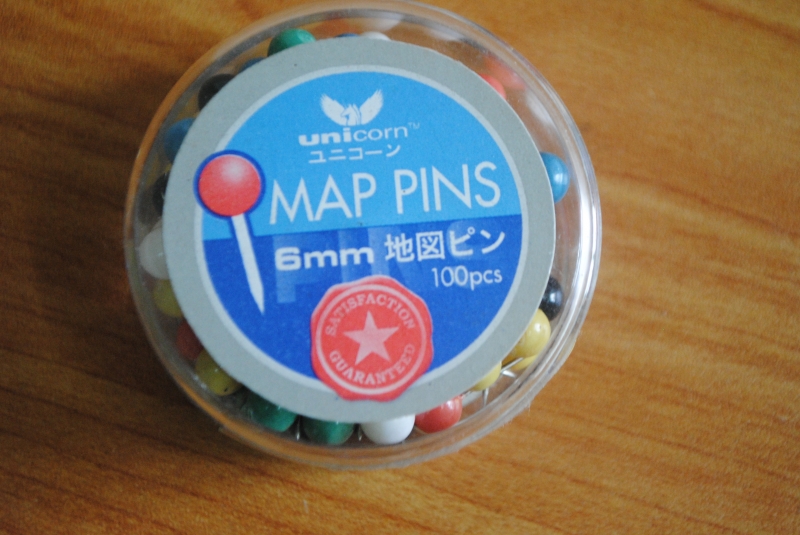 unicorn™
ユニコーン
MAP PINS
6mm 地図ピン
100pcs
SATISFACTION
GUARANTEED